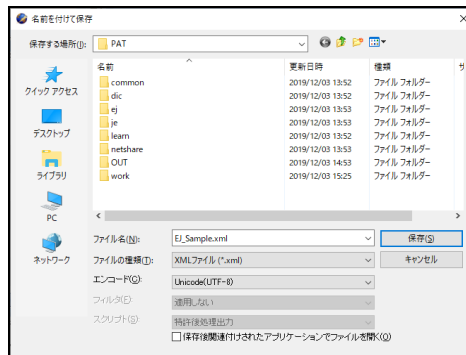 名前を付けて保存
保存する場所(I):
PAT
クイック アクセス
デスクトップ
ライブラリ
PC
ネットワーク
名前 更新日時 種類 サ
common 2019/12/03 13:52 ファイル フォルダー
dic 2019/12/03 13:52 ファイル フォルダー
ej 2019/12/03 13:53 ファイル フォルダー
je 2019/12/03 13:53 ファイル フォルダー
learn 2019/12/03 13:52 ファイル フォルダー
netshare 2019/12/03 13:53 ファイル フォルダー
OUT 2019/12/03 14:53 ファイル フォルダー
work 2019/12/03 15:25 ファイル フォルダー
ファイル名(N): EJ_Sample.xml 保存(S)
ファイルの種類(T): XMLファイル (*.xml) キャンセル
エンコード(C): Unicode(UTF-8)
フィルタ(F): 適用しない
スクリプト(G): 特許後処理出力
保存後関連付けされたアプリケーションでファイルを開く(O)